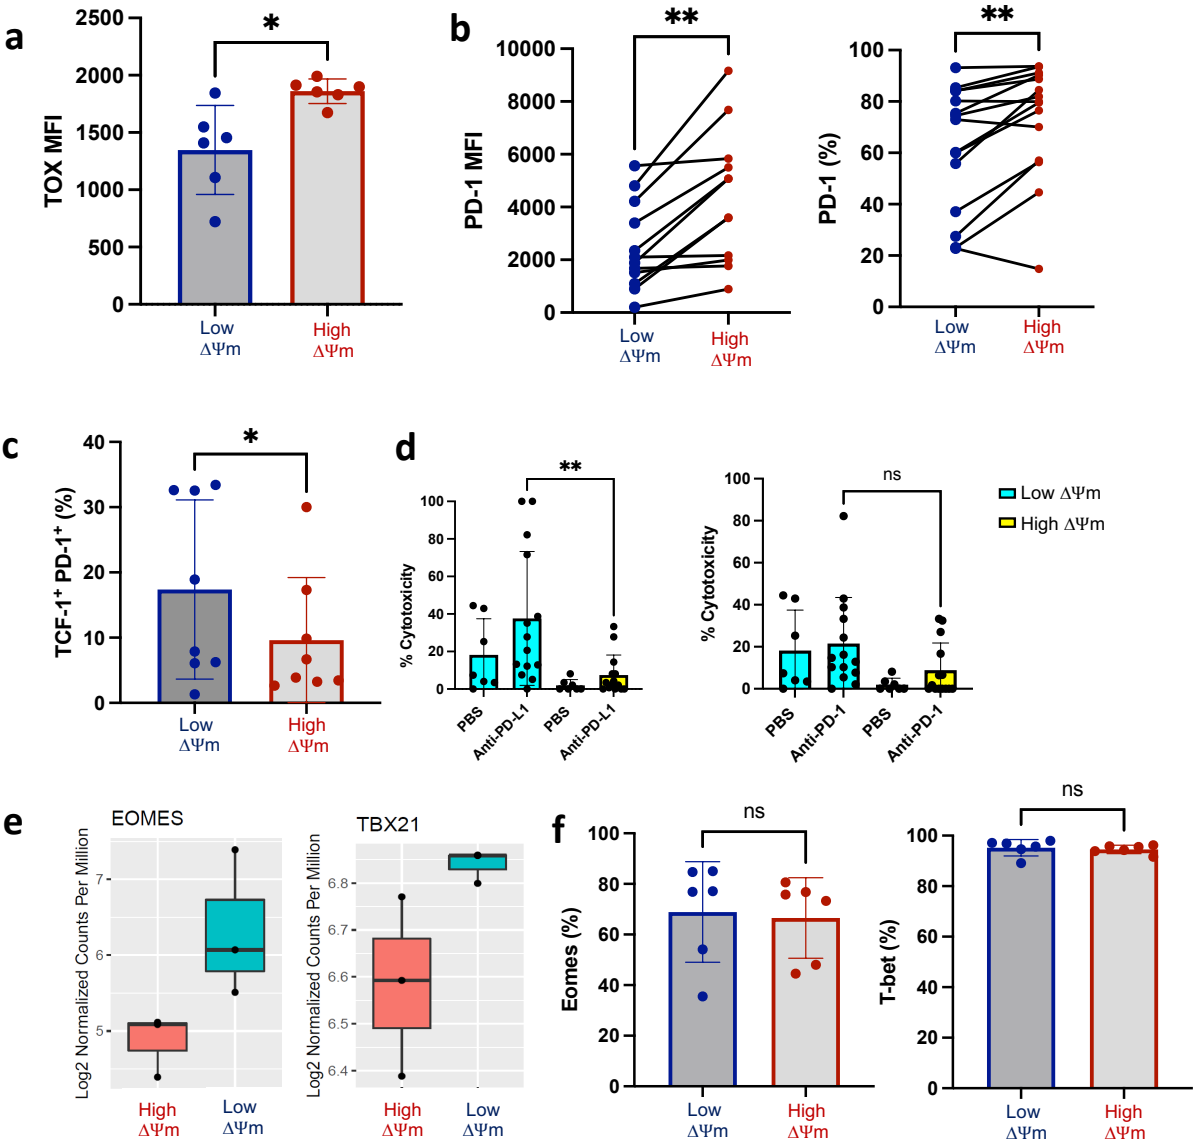 a
*
TOX MFI
2500
2000
1500
1000
500
0
Low
ΔΨm
High
ΔΨm
b
**
PD-1 MFI
10000
8000
6000
4000
2000
0
Low
ΔΨm
High
ΔΨm
**
PD-1 (%)
100
80
60
40
20
0
Low
ΔΨm
High
ΔΨm
c
*
TCF-1+ PD-1+ (%)
40
30
20
10
0
Low
ΔΨm
High
ΔΨm
d
**
% Cytotoxicity
100
80
60
40
20
0
PBS
Anti-PD-L1
PBS
Anti-PD-L1
ns
% Cytotoxicity
100
80
60
40
20
0
PBS
Anti-PD-1
PBS
Anti-PD-1
Low ΔΨm
High ΔΨm
e
EOMES
Log2 Normalized Counts Per Million
7
6
5
High
ΔΨm
Low
ΔΨm
TBX21
Log2 Normalized Counts Per Million
6.8
6.7
6.6
6.5
6.4
High
ΔΨm
Low
ΔΨm
f
ns
Eomes (%)
100
80
60
40
20
0
Low
ΔΨm
High
ΔΨm
ns
T-bet (%)
100
80
60
40
20
0
Low
ΔΨm
High
ΔΨm